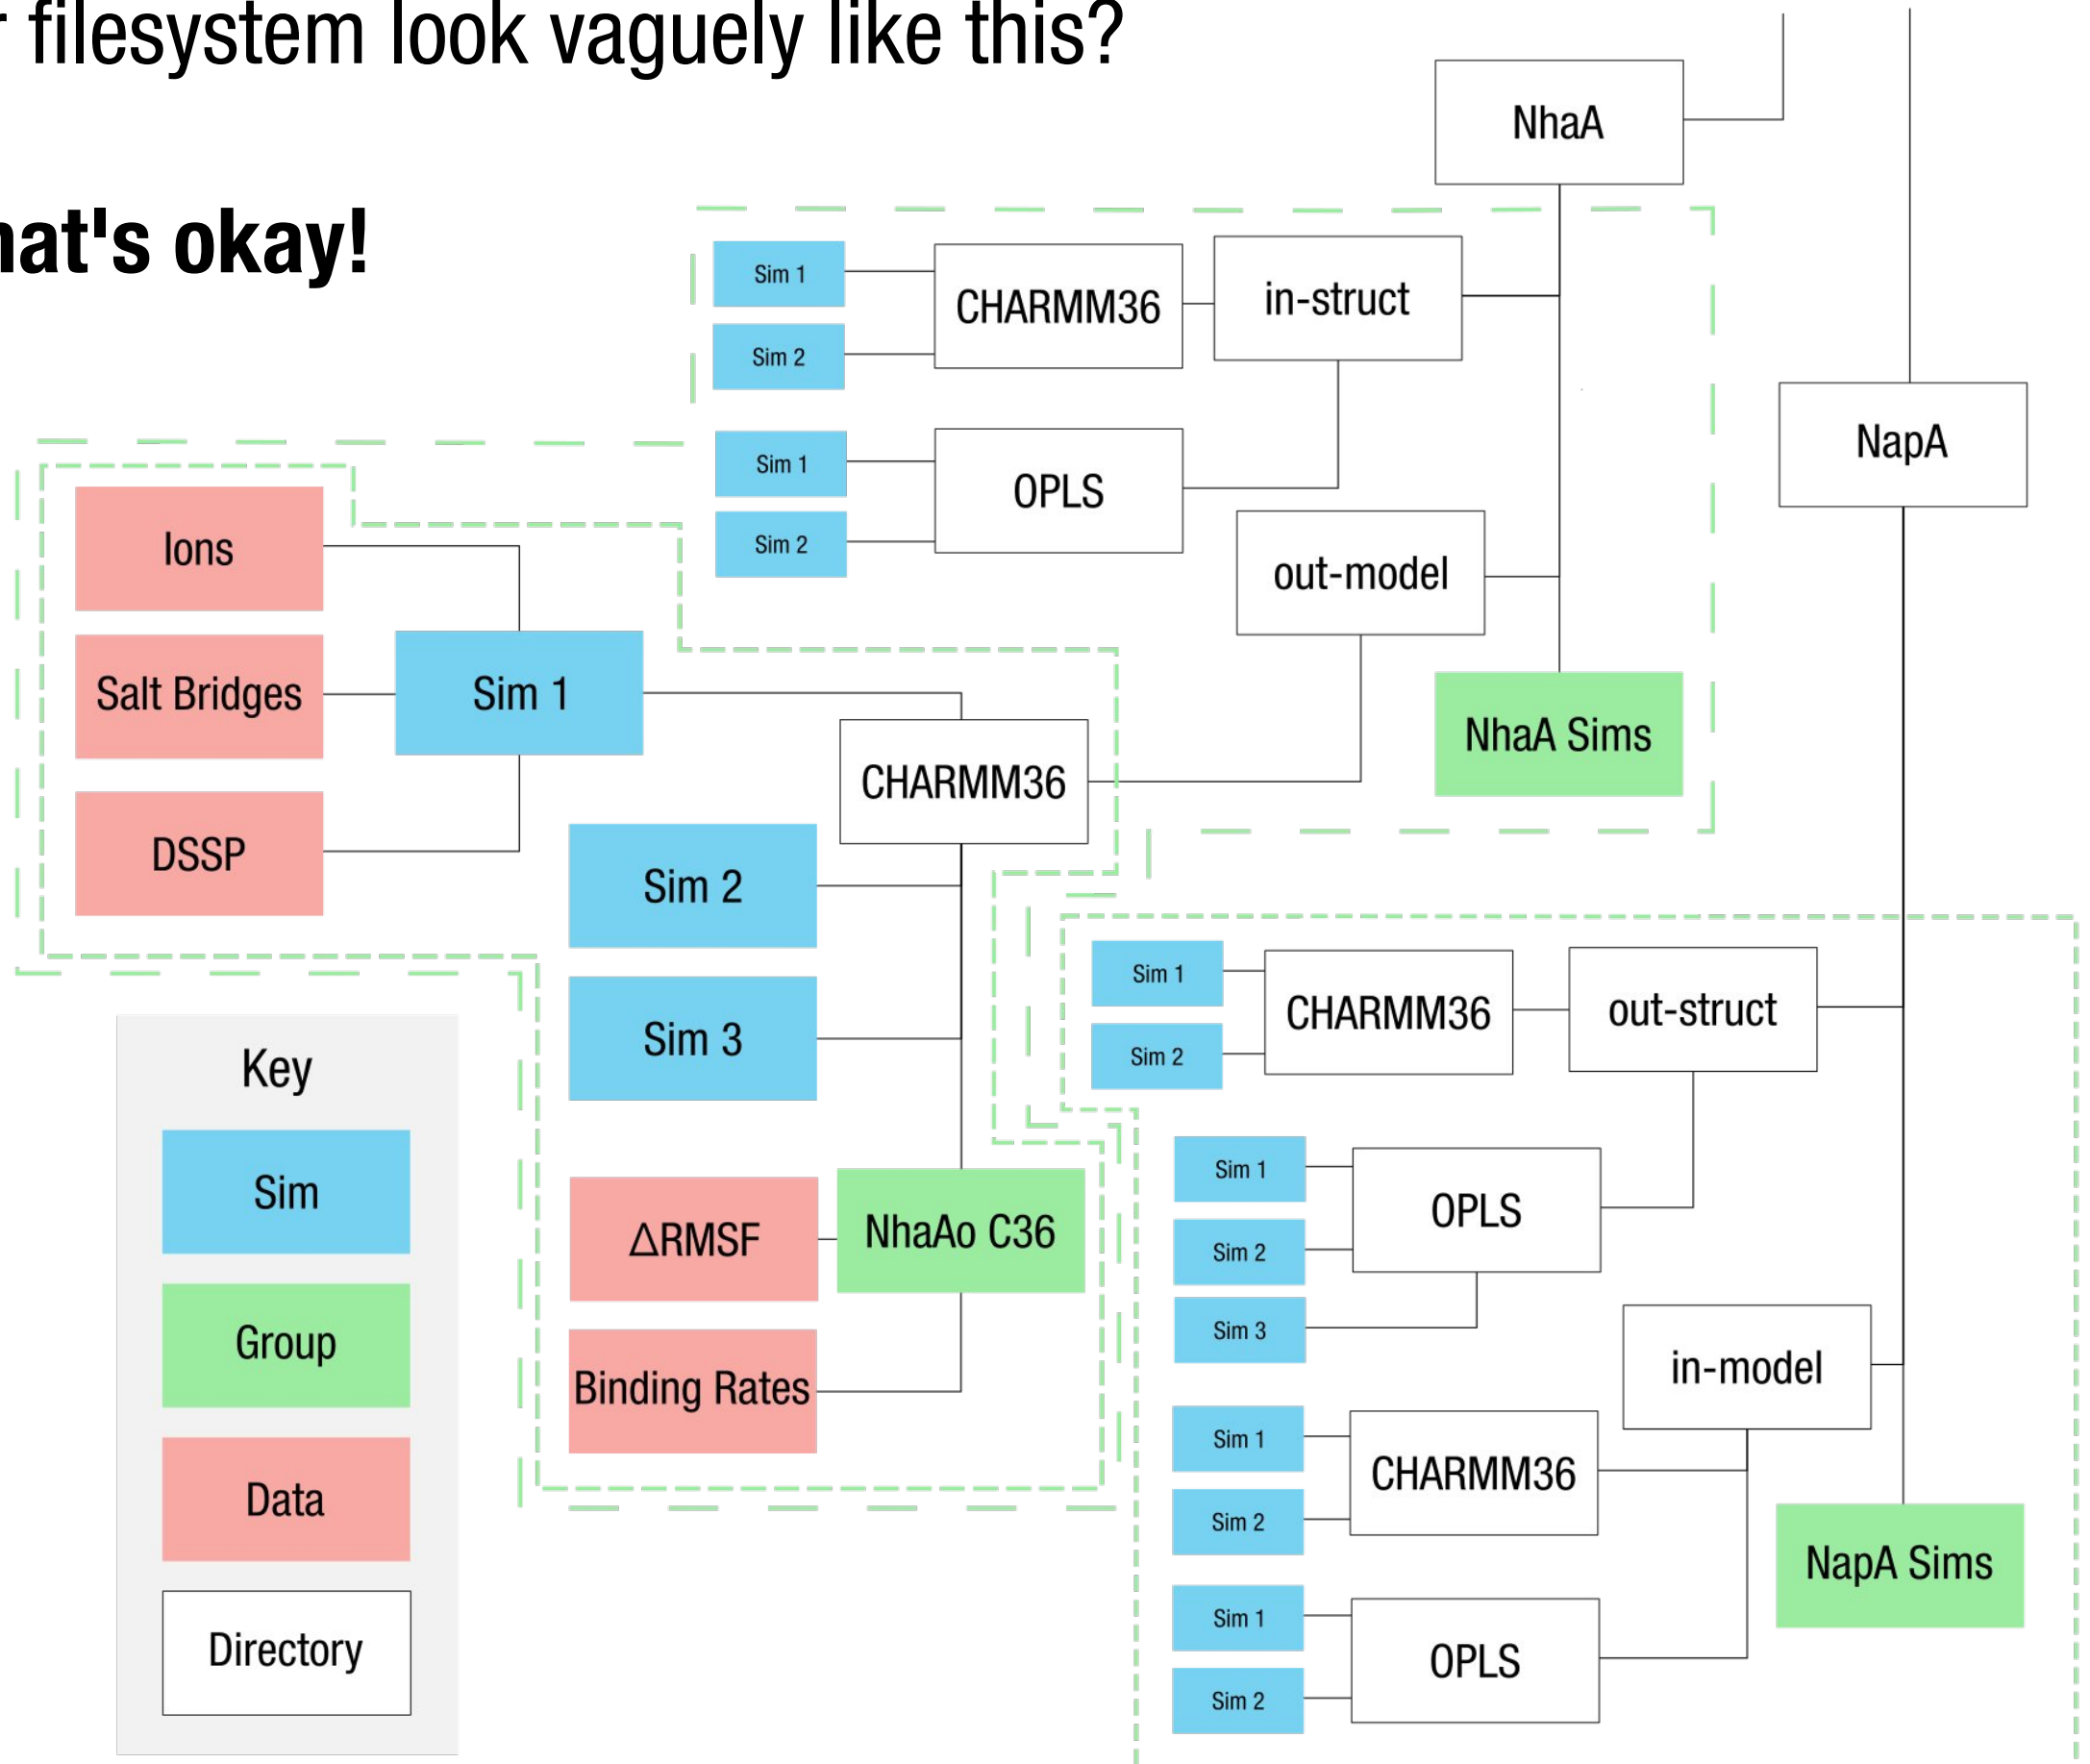 filesystem look vaguely like this?
okay!
NhaA
Sim 1
CHARMM36
in-struct
Sim 2
NapA
Sim 1
OPLS
Sim 2
out-model
Ions
Salt Bridges
Sim 1
NhaA Sims
CHARMM36
DSSP
Sim 2
Sim 3
Sim 1
CHARMM36
out-struct
Sim 2
Key
Sim
Group
Data
Directory
ΔRMSF
NhaAo C36
Binding Rates
Sim 1
OPLS
Sim 2
Sim 3
in-model
Sim 1
CHARMM36
Sim 2
NapA Sims
Sim 1
OPLS
Sim 2